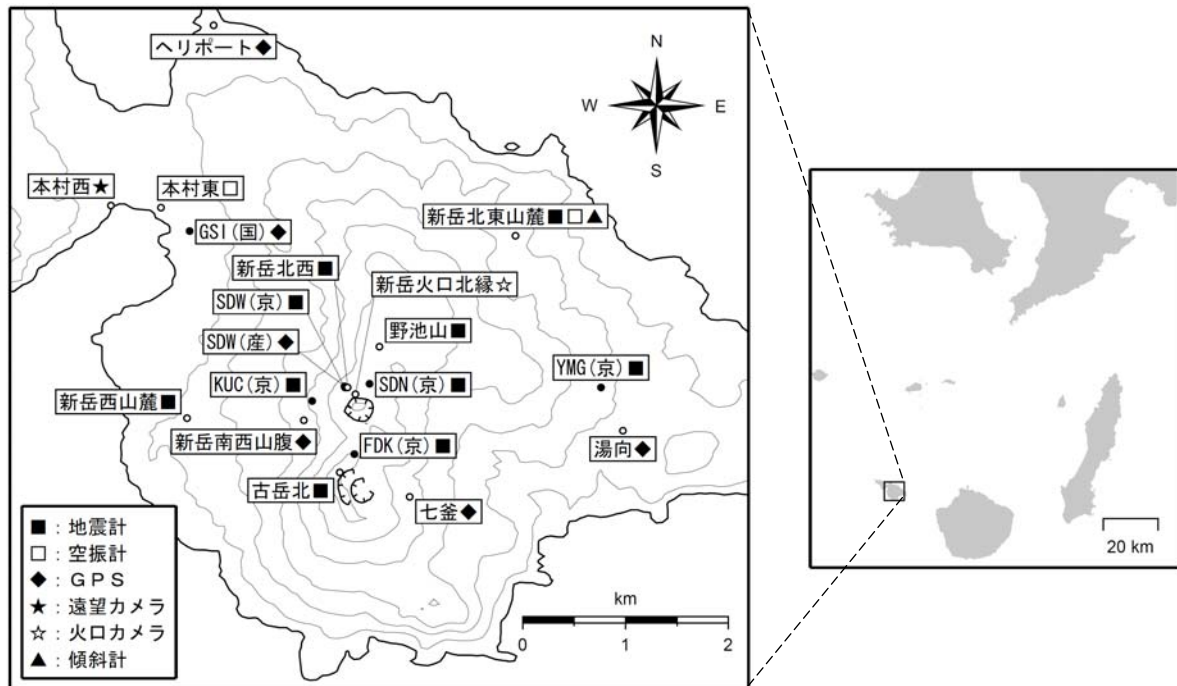 ヘリポート◆
N
W
E
S
本村西★
本村東□
GSI(国)◆
新岳北東山麓■□▲
新岳北西■
新岳火口北縁☆
SDW(京)■
野池山■
SDW(産)◆
YMG(京)■
KUC(京)■
SDN(京)■
新岳西山麓■
新岳南西山腹◆
FDK(京)■
湯向◆
古岳北■
七釜◆
■:地震計
□:空振計
◆:GPS
★:遠望カメラ
☆:火口カメラ
▲:傾斜計
km
0 1 2
20 km